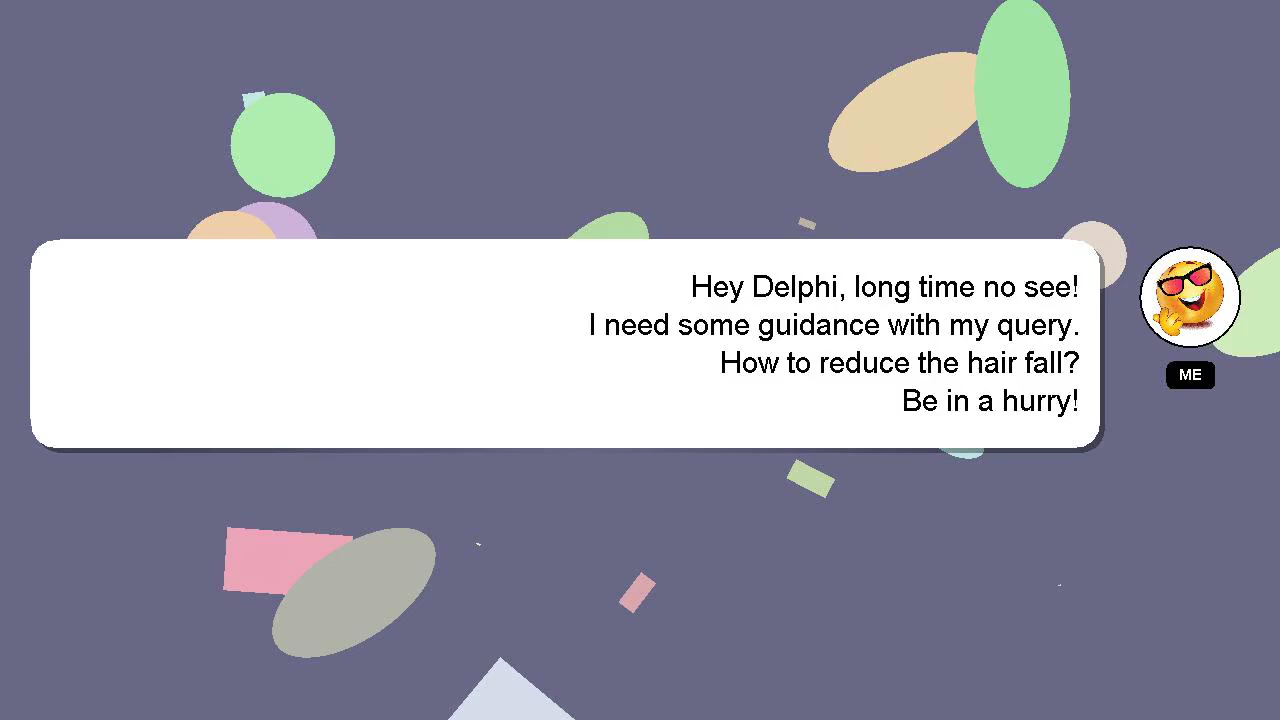 Hey Delphi, long time no see!
I need some guidance with my query.
How to reduce the hair fall?
Be in a hurry!
ME